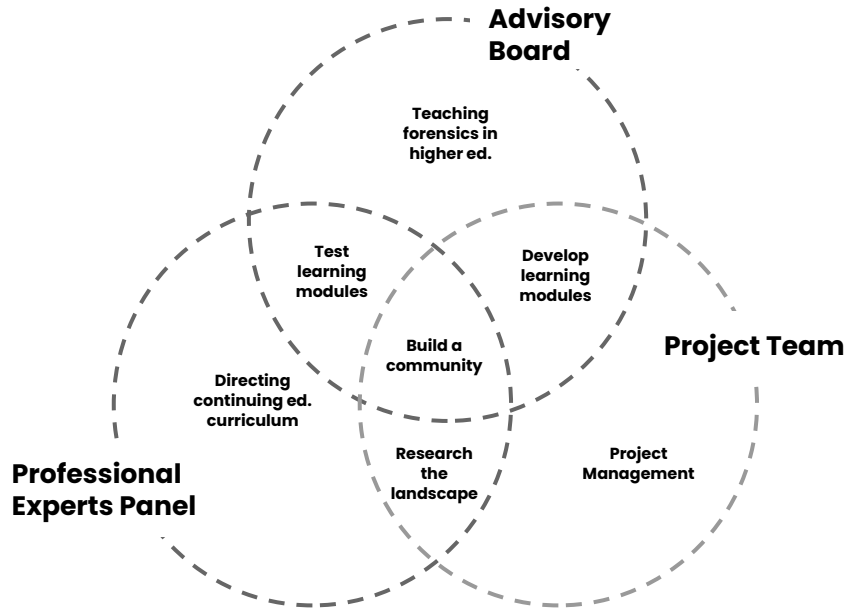 Advisory
Board
Teaching
forensics in
higher ed.
Test
learning
modules
Develop
learning
modules
Build a
community
Project Team
Directing
continuing ed.
curriculum
Professional
Experts Panel
Research
the
landscape
Project
Management